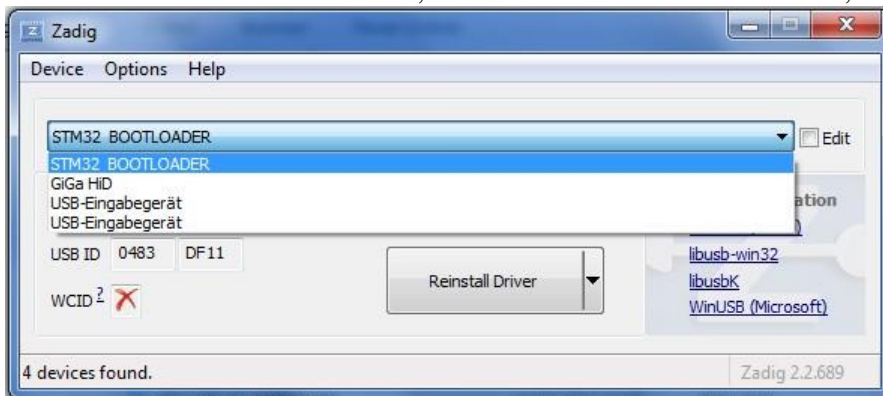 Zadig
Device Options Help
STM32 BOOTLOADER
Edit
STM32 BOOTLOADER
GiGa HiD
USB-Eingabegerät
USB-Eingabegerät
USB ID 0483 DF11
WCID ?
Reinstall Driver
libusb-win32
libusbK
WinUSB (Microsoft)
4 devices found.
Zadig 2.2.689